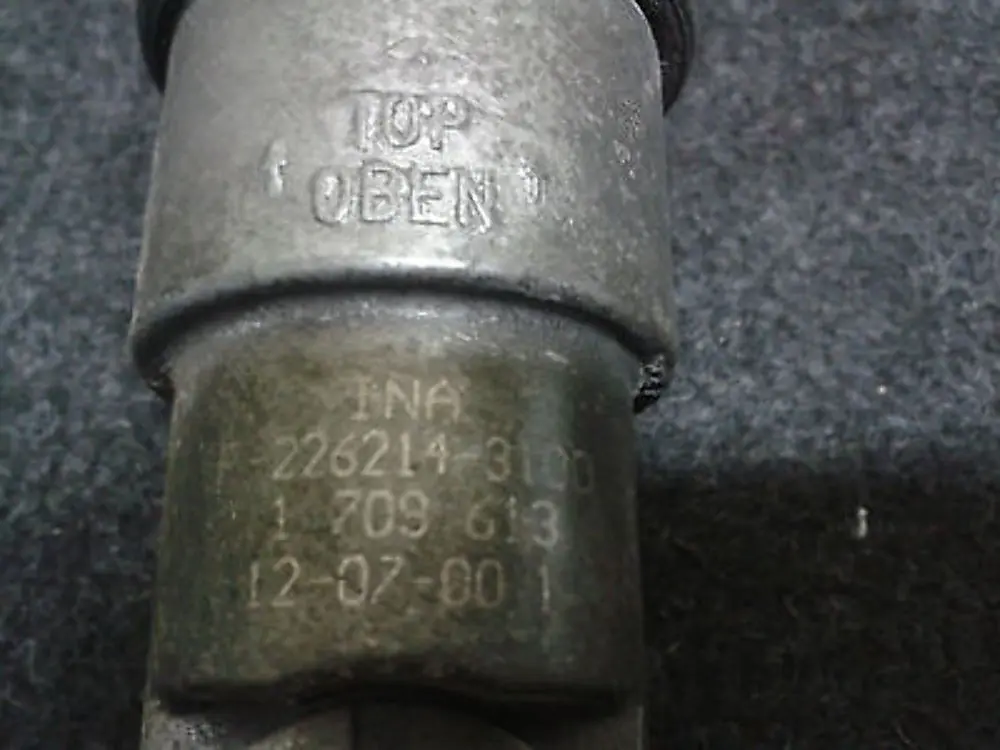 TOP
OBEN
INA
F-226214-3100
1 709 613
12-07-00 1